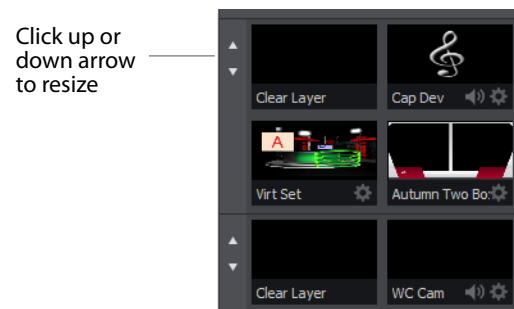 Click up or
down arrow
to resize
Clear Layer
Cap Dev
A
Virt Set
Autumn Two Bo:
Clear Layer
WC Cam